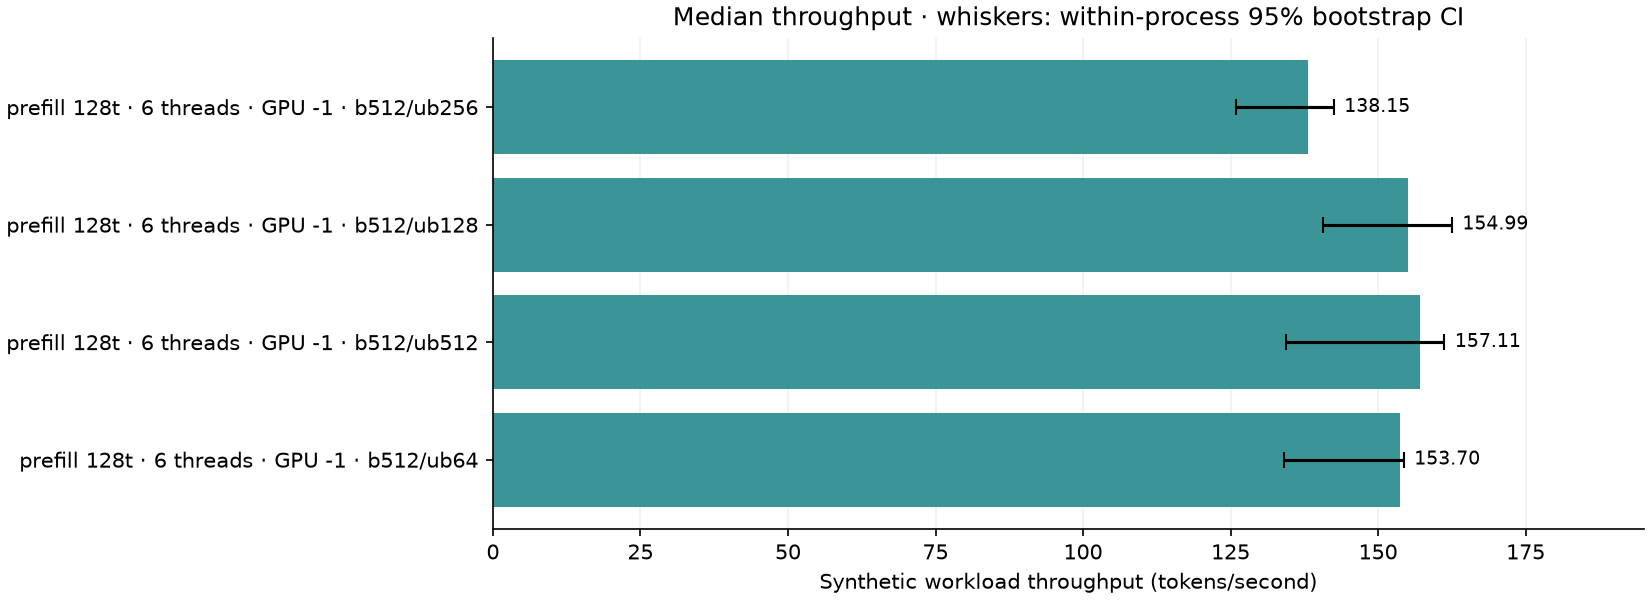 Median throughput · whiskers: within-process 95% bootstrap CI
prefill 128t · 6 threads · GPU -1 · b512/ub256
138.15
prefill 128t · 6 threads · GPU -1 · b512/ub128
154.99
prefill 128t · 6 threads · GPU -1 · b512/ub512
157.11
prefill 128t · 6 threads · GPU -1 · b512/ub64
153.70
0 25 50 75 100 125 150 175
Synthetic workload throughput (tokens/second)